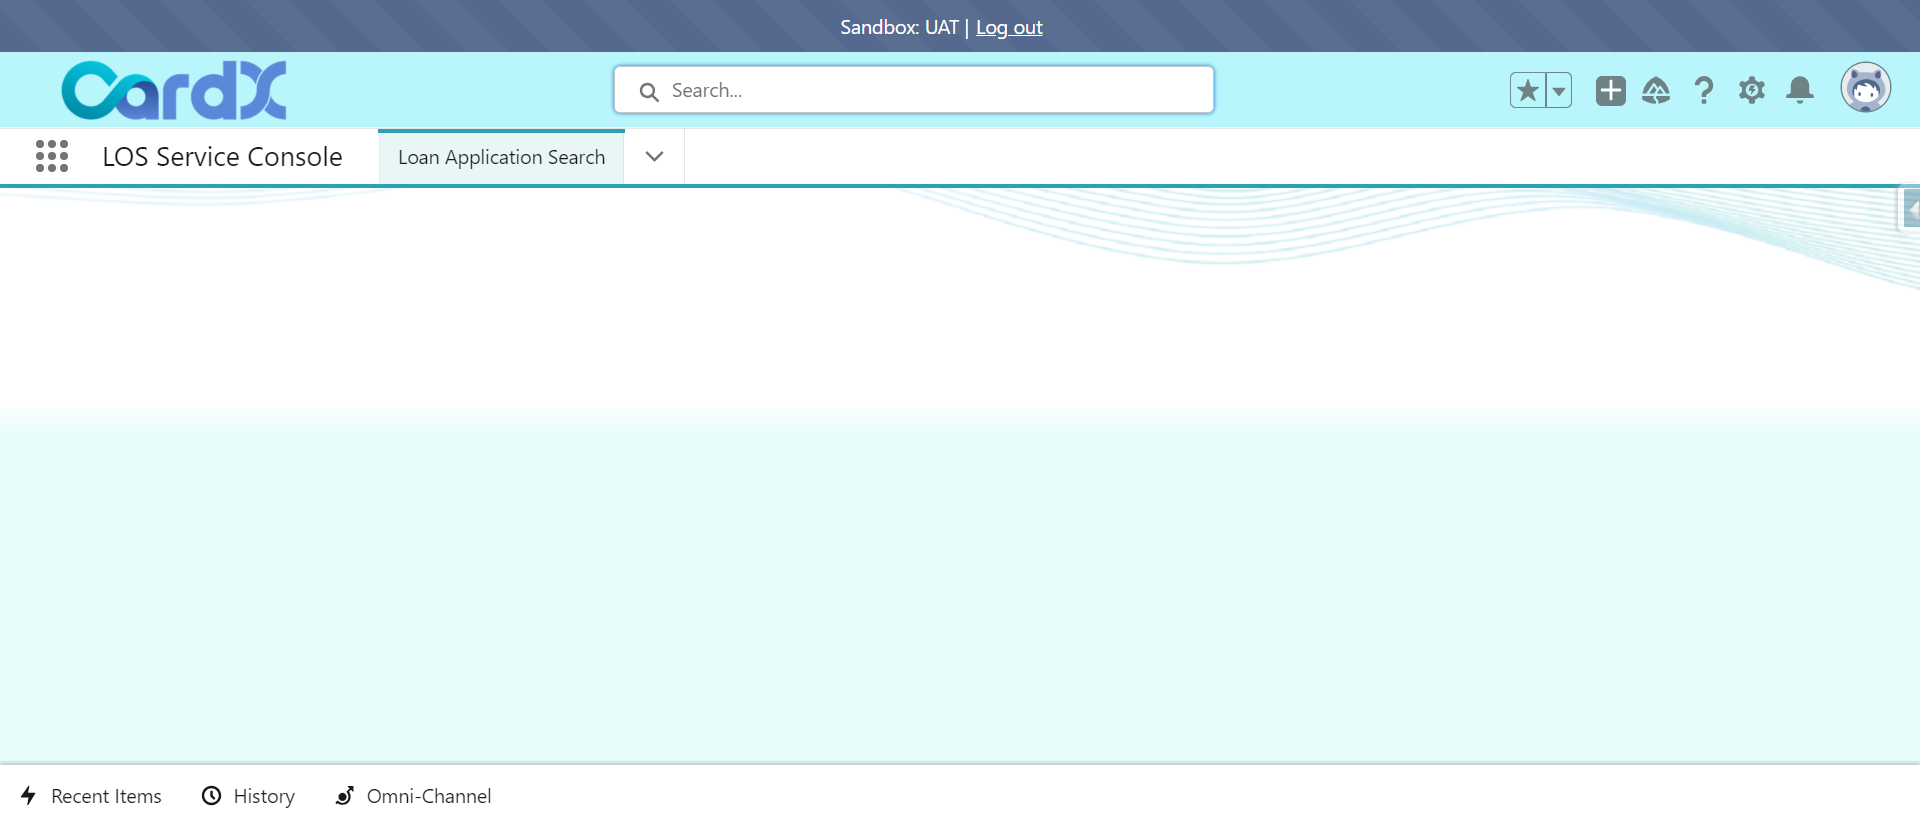 Sandbox: UAT | Log out
CardX
Search...
LOS Service Console
Loan Application Search
Recent Items
History
Omni-Channel